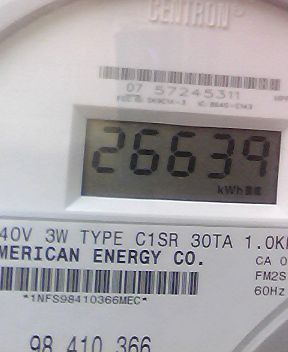 CENTRON®
07 57245311
26639
kWh
40V 3W TYPE C1SR 30TA 1.0K
MERICAN ENERGY CO.
CA 0
FM2S
60Hz
*1NFS98410366MEC*
98 410 366